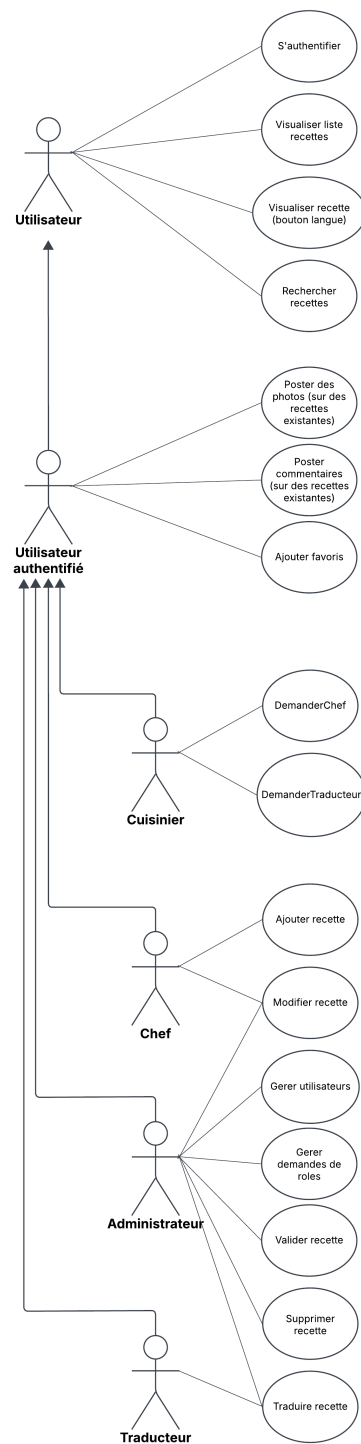 S'authentifier
Visualiser liste
recettes
Utilisateur
Visualiser recette
(bouton langue)
Rechercher
recettes
Poster des
photos (sur des
recettes
existantes)
Poster
commentaires
(sur des recettes
existantes)
Utilisateur
authentifié
Ajouter favoris
DemanderChef
DemanderTraducteur
Cuisinier
Ajouter recette
Modifier recette
Chef
Gerer utilisateurs
Gerer
demandes de
roles
Administrateur
Valider recette
Supprimer
recette
Traduire recette
Traducteur